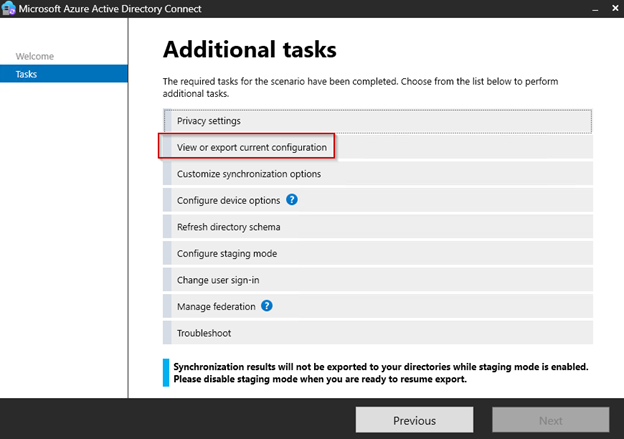 Microsoft Azure Active Directory Connect
Welcome
Tasks
Additional tasks
The required tasks for the scenario have been completed. Choose from the list below to perform
additional tasks.
Privacy settings
View or export current configuration
Customize synchronization options
Configure device options ?
Refresh directory schema
Configure staging mode
Change user sign-in
Manage federation ?
Troubleshoot
Synchronization results will not be exported to your directories while staging mode is enabled.
Please disable staging mode when you are ready to resume export.
Previous
Next